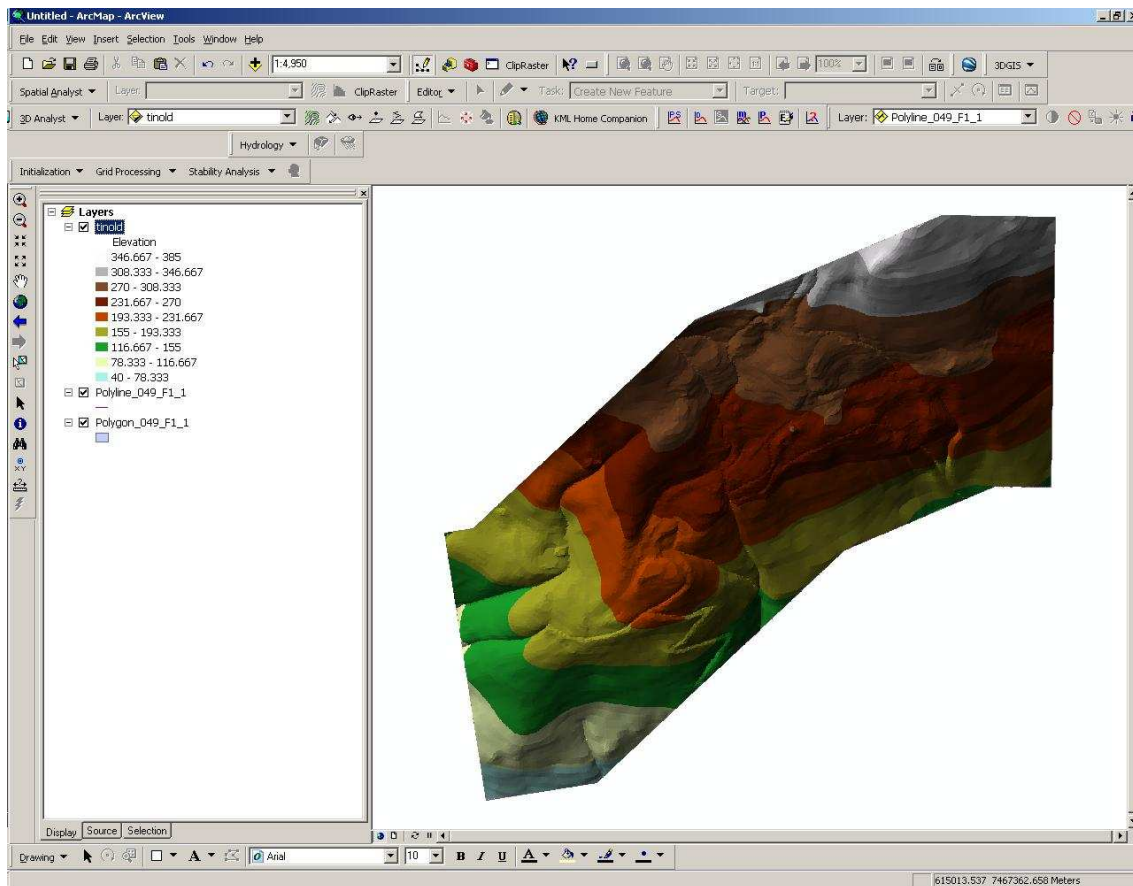 Untitled - ArcMap - ArcView
File Edit View Insert Selection Tools Window Help
1:4,950 ClipRaster 100% 3DGIS
Spatial Analyst Layer: ClipRaster Editor Task: Create New Feature Target:
3D Analyst Layer: tinold KML Home Companion Layer: Polyline_049_F1_1
Hydrology
Initialization Grid Processing Stability Analysis
Layers
tinold
Elevation
346.667 - 385
308.333 - 346.667
270 - 308.333
231.667 - 270
193.333 - 231.667
155 - 193.333
116.667 - 155
78.333 - 116.667
40 - 78.333
Polyline_049_F1_1
Polygon_049_F1_1
Display Source Selection
Drawing A Arial 10 B I U A
615013.537 7467362.658 Meters